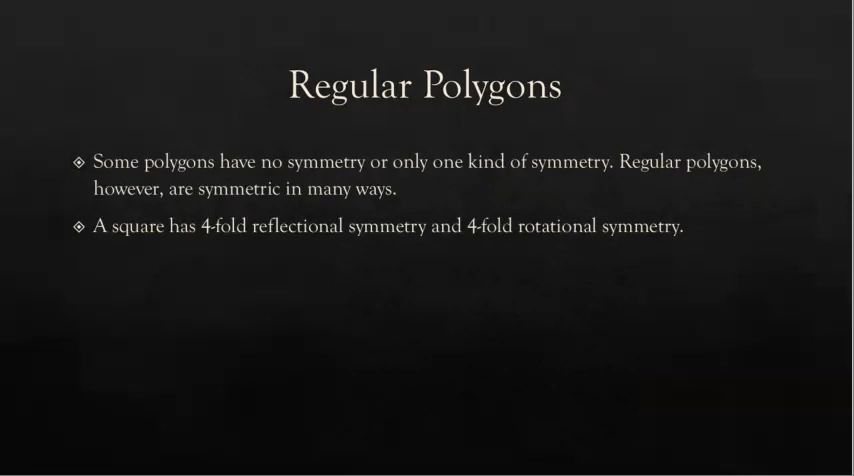 Regular Polygons
Some polygons have no symmetry or only one kind of symmetry. Regular polygons,
however, are symmetric in many ways.
A square has 4-fold reflectional symmetry and 4-fold rotational symmetry.